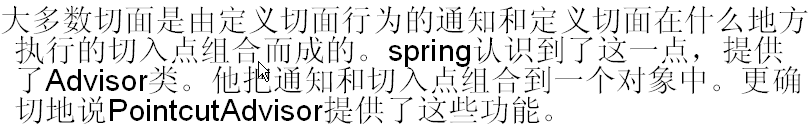 大多数切面是由定义切面行为的通知和定义切面在什么地方
执行的切入点组合而成的。spring认识到了这一点，提供
了Advisor类。他把通知和切入点组合到一个对象中。更确
切地说PointcutAdvisor提供了这些功能。